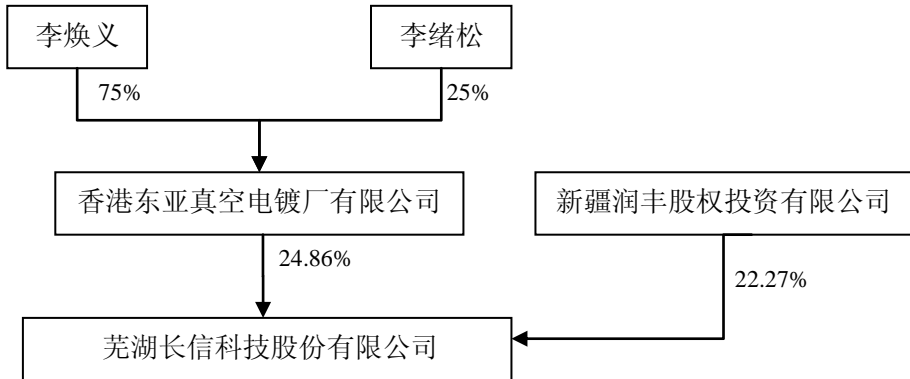 李焕义
李绪松
75%
25%
香港东亚真空电镀厂有限公司
新疆润丰股权投资有限公司
24.86%
22.27%
芜湖长信科技股份有限公司